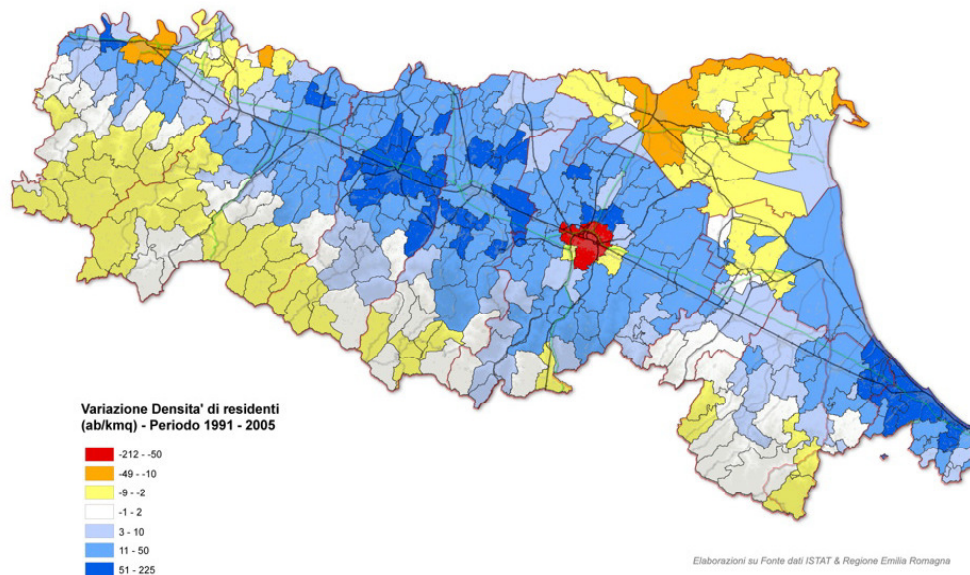 Variazione Densita' di residenti
(ab/kmq) - Periodo 1991 - 2005
-212 - -50
-49 - -10
-9 - -2
-1 - 2
3 - 10
11 - 50
51 - 225
Elaborazioni su Fonte dati ISTAT & Regione Emilia Romagna